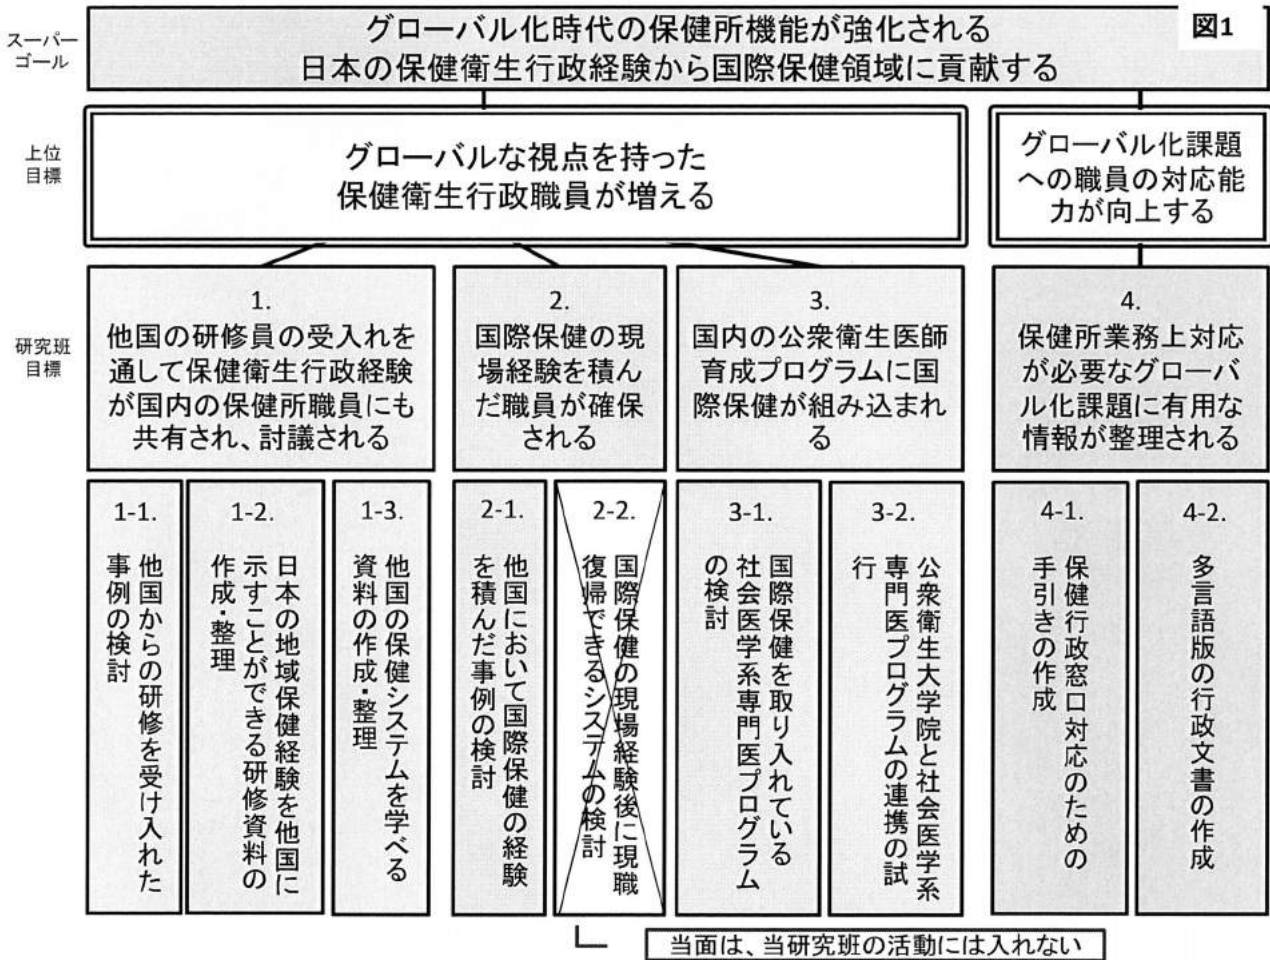 図1
スーパー
ゴール
グローバル化時代の保健所機能が強化される
日本の保健衛生行政経験から国際保健領域に貢献する
上位
目標
グローバルな視点を持った
保健衛生行政職員が増える
グローバル化課題
への職員の対応能
力が向上する
研究班
目標
1.
他国の研修員の受入れを
通して保健衛生行政経験
が国内の保健所職員にも
共有され、討議される
2.
国際保健の現
場経験を積ん
だ職員が確保
される
3.
国内の公衆衛生医師
育成プログラムに国
際保健が組み込まれ
る
4.
保健所業務上対応
が必要なグローバ
ル化課題に有用な
情報が整理される
1-1.
他国からの研修を受け入れた
事例の検討
1-2.
日本の地域保健経験を他国に
示すことができる研修資料の
作成・整理
1-3.
他国の保健システムを学べる
資料の作成・整理
2-1.
他国において国際保健の経験
を積んだ事例の検討
2-2.
国際保健の現場経験後に現職
復帰できるシステムの検討
3-1.
国際保健を取り入れている
社会医学系専門医プログラム
の検討
3-2.
公衆衛生大学院と社会医学系
専門医プログラムの連携の試
行
4-1.
保健行政窓口対応のための
手引きの作成
4-2.
多言語版の行政文書の作成
当面は、当研究班の活動には入れない